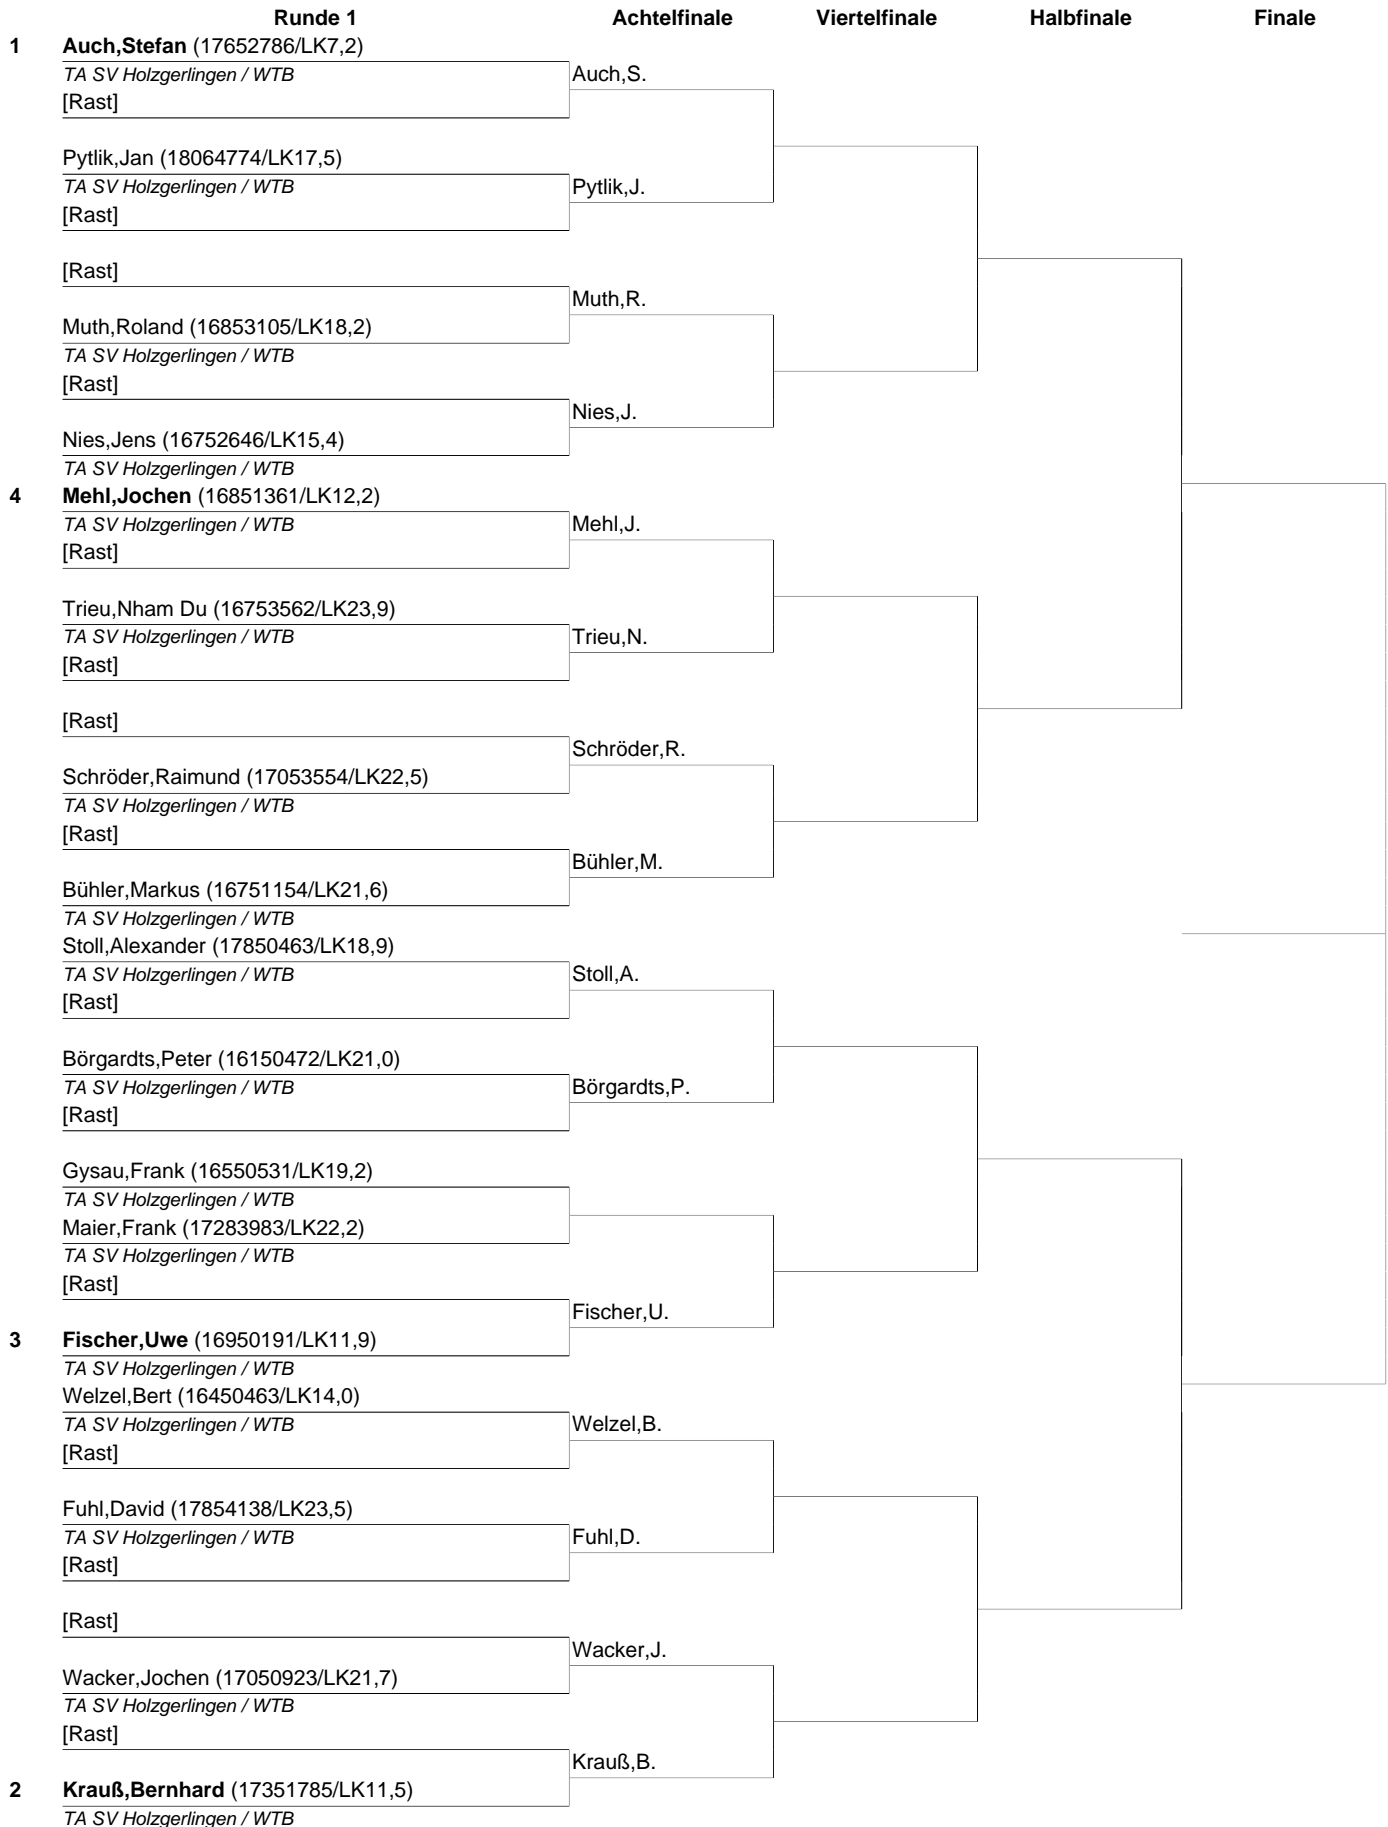 Runde 1 Achtelfinale Viertelfinale Halbfinale Finale
1 Auch,Stefan (17652786/LK7,2)
TA SV Holzgerlingen / WTB Auch,S.
[Rast]
Pytlik,Jan (18064774/LK17,5)
TA SV Holzgerlingen / WTB Pytlik,J.
[Rast]
[Rast]
Muth,R.
Muth,Roland (16853105/LK18,2)
TA SV Holzgerlingen / WTB
[Rast]
Nies,J.
Nies,Jens (16752646/LK15,4)
TA SV Holzgerlingen / WTB
4 Mehl,Jochen (16851361/LK12,2)
TA SV Holzgerlingen / WTB Mehl,J.
[Rast]
Trieu,Nham Du (16753562/LK23,9)
TA SV Holzgerlingen / WTB Trieu,N.
[Rast]
[Rast]
Schröder,R.
Schröder,Raimund (17053554/LK22,5)
TA SV Holzgerlingen / WTB
[Rast]
Bühler,M.
Bühler,Markus (16751154/LK21,6)
TA SV Holzgerlingen / WTB
Stoll,Alexander (17850463/LK18,9)
TA SV Holzgerlingen / WTB Stoll,A.
[Rast]
Börgardts,Peter (16150472/LK21,0)
TA SV Holzgerlingen / WTB Börgardts,P.
[Rast]
Gysau,Frank (16550531/LK19,2)
TA SV Holzgerlingen / WTB
Maier,Frank (17283983/LK22,2)
TA SV Holzgerlingen / WTB
[Rast]
Fischer,U.
3 Fischer,Uwe (16950191/LK11,9)
TA SV Holzgerlingen / WTB
Welzel,Bert (16450463/LK14,0)
TA SV Holzgerlingen / WTB Welzel,B.
[Rast]
Fuhl,David (17854138/LK23,5)
TA SV Holzgerlingen / WTB Fuhl,D.
[Rast]
[Rast]
Wacker,J.
Wacker,Jochen (17050923/LK21,7)
TA SV Holzgerlingen / WTB
[Rast]
Krauß,B.
2 Krauß,Bernhard (17351785/LK11,5)
TA SV Holzgerlingen / WTB